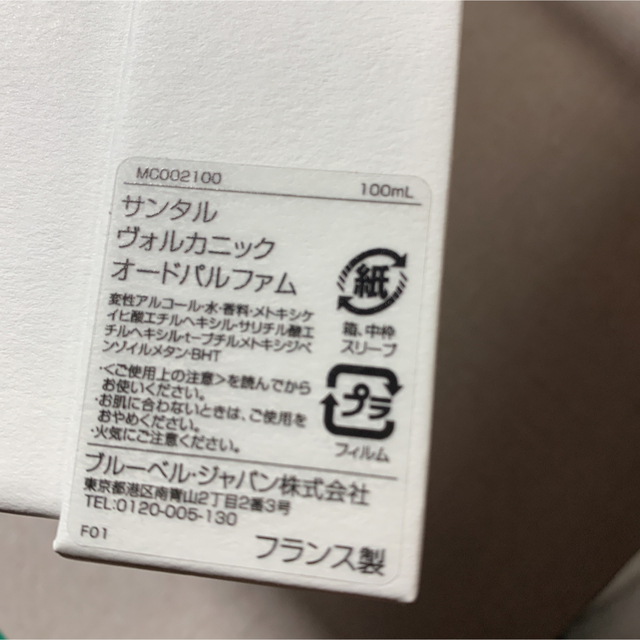 MC002100
100mL
サンタル
ヴォルカニック
オードパルファム
変性アルコール・水・香料・メトキシケ
イヒ酸エチルヘキシル・サリチル酸エ
チルヘキシル・t-ブチルメトキシジベ
ンゾイルメタン・BHT
・<ご使用上の注意>を読んでから
お使いください。
・お肌に合わないときは、ご使用を
おやめください。
・火気にご注意ください。
紙
箱、中枠
スリーブ
プラ
フィルム
ブルーベル・ジャパン株式会社
東京都港区南青山2丁目2番3号
TEL:0120-005-130
F01
フランス製